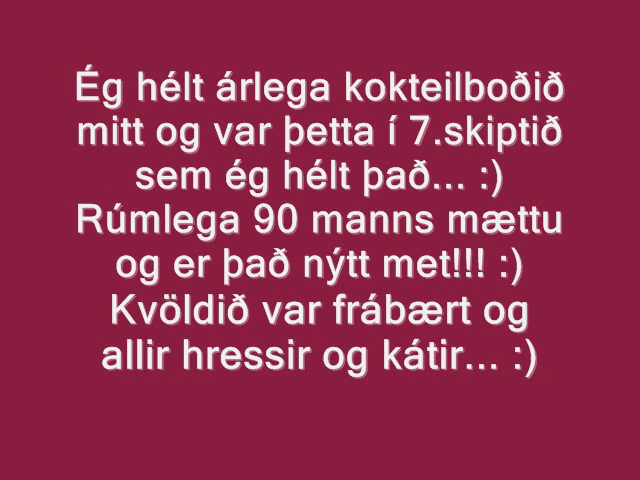 Ég hélt árlega kokteilboðið
mitt og var þetta í 7.skiptið
sem ég hélt það... :)
Rúmlega 90 manns mættu
og er það nýtt met!!! :)
Kvöldið var frábært og
allir hressir og kátir... :)